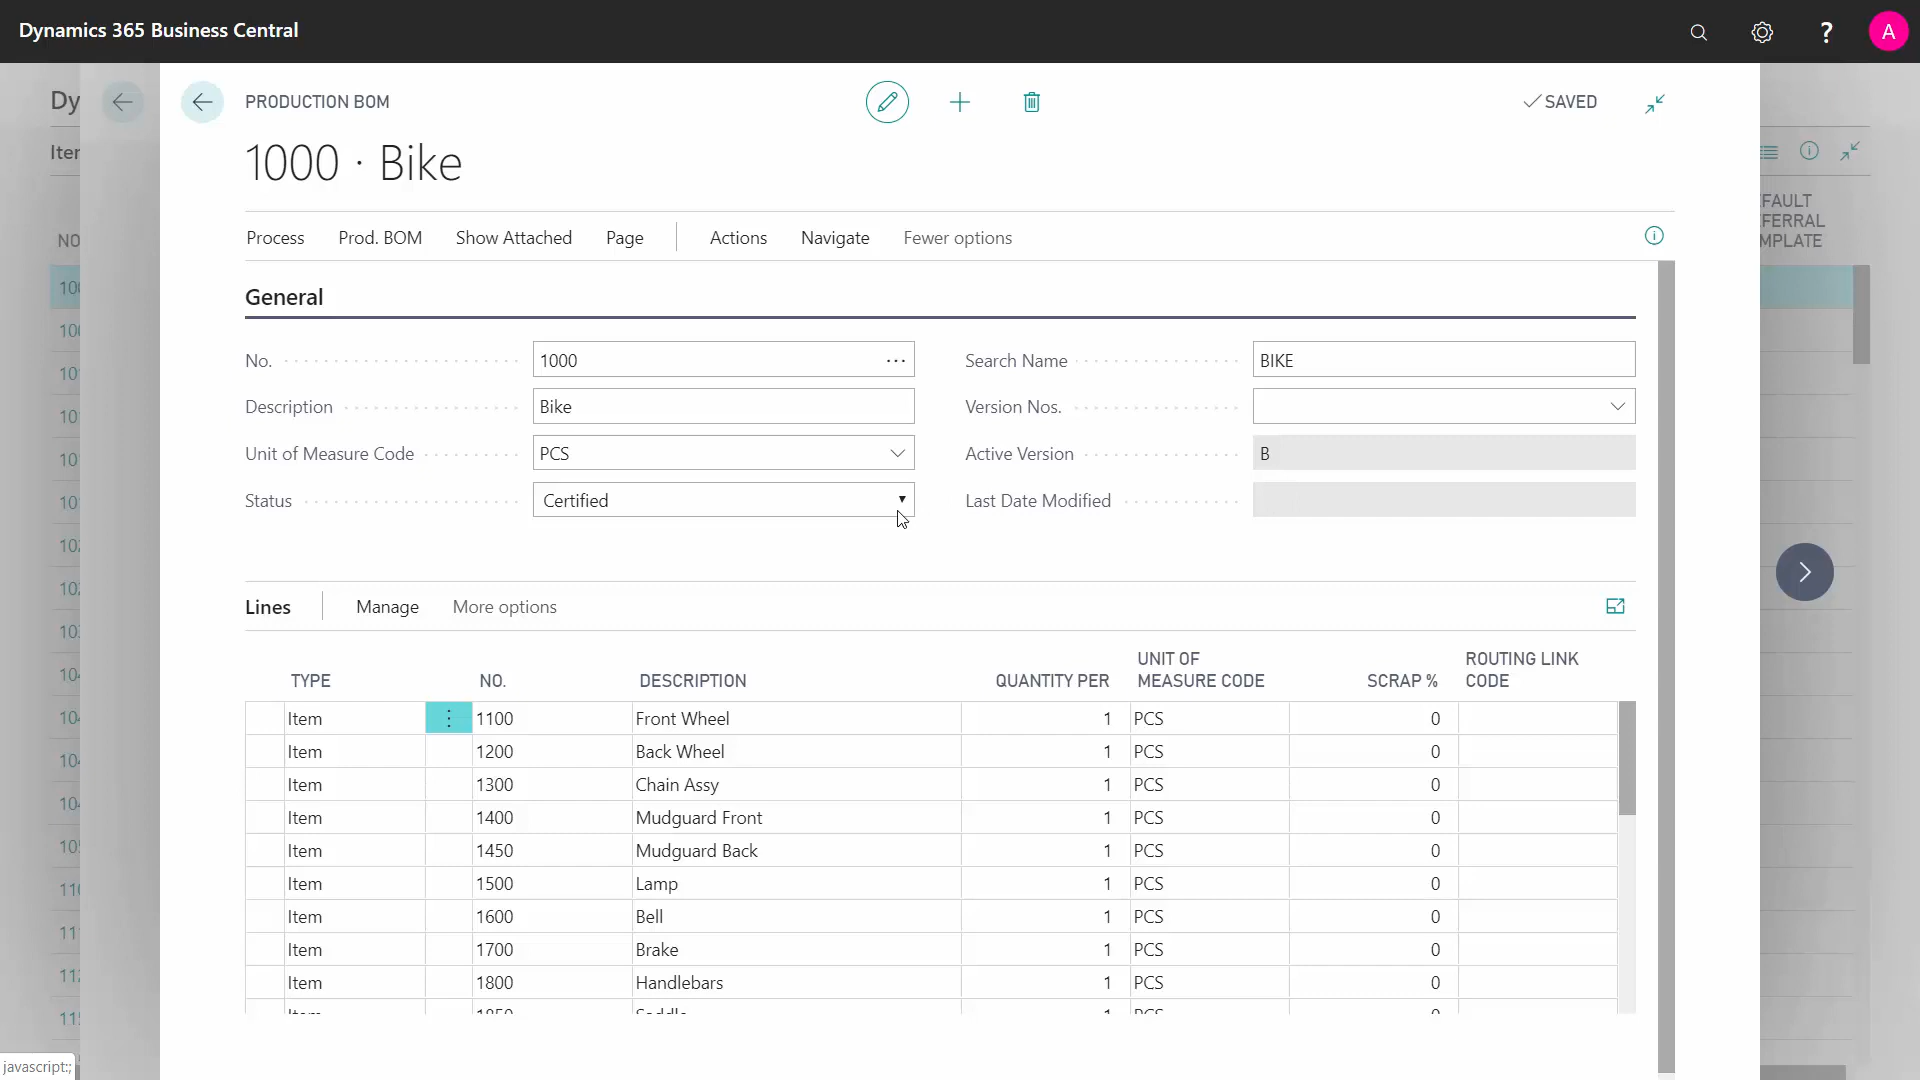 Dynamics 365 Business Central
A
Dy
PRODUCTION BOM
SAVED
1000 · Bike
Process Prod. BOM Show Attached Page Actions Navigate Fewer options
General
No. 1000 Search Name BIKE
Description Bike Version Nos.
Unit of Measure Code PCS Active Version B
Status Certified Last Date Modified
Lines Manage More options
TYPE NO. DESCRIPTION QUANTITY PER UNIT OF MEASURE CODE SCRAP % ROUTING LINK CODE
Item 1100 Front Wheel 1 PCS 0
Item 1200 Back Wheel 1 PCS 0
Item 1300 Chain Assy 1 PCS 0
Item 1400 Mudguard Front 1 PCS 0
Item 1450 Mudguard Back 1 PCS 0
Item 1500 Lamp 1 PCS 0
Item 1600 Bell 1 PCS 0
Item 1700 Brake 1 PCS 0
Item 1800 Handlebars 1 PCS 0
Item 1850 Saddle 1 PCS 0
javascript:;